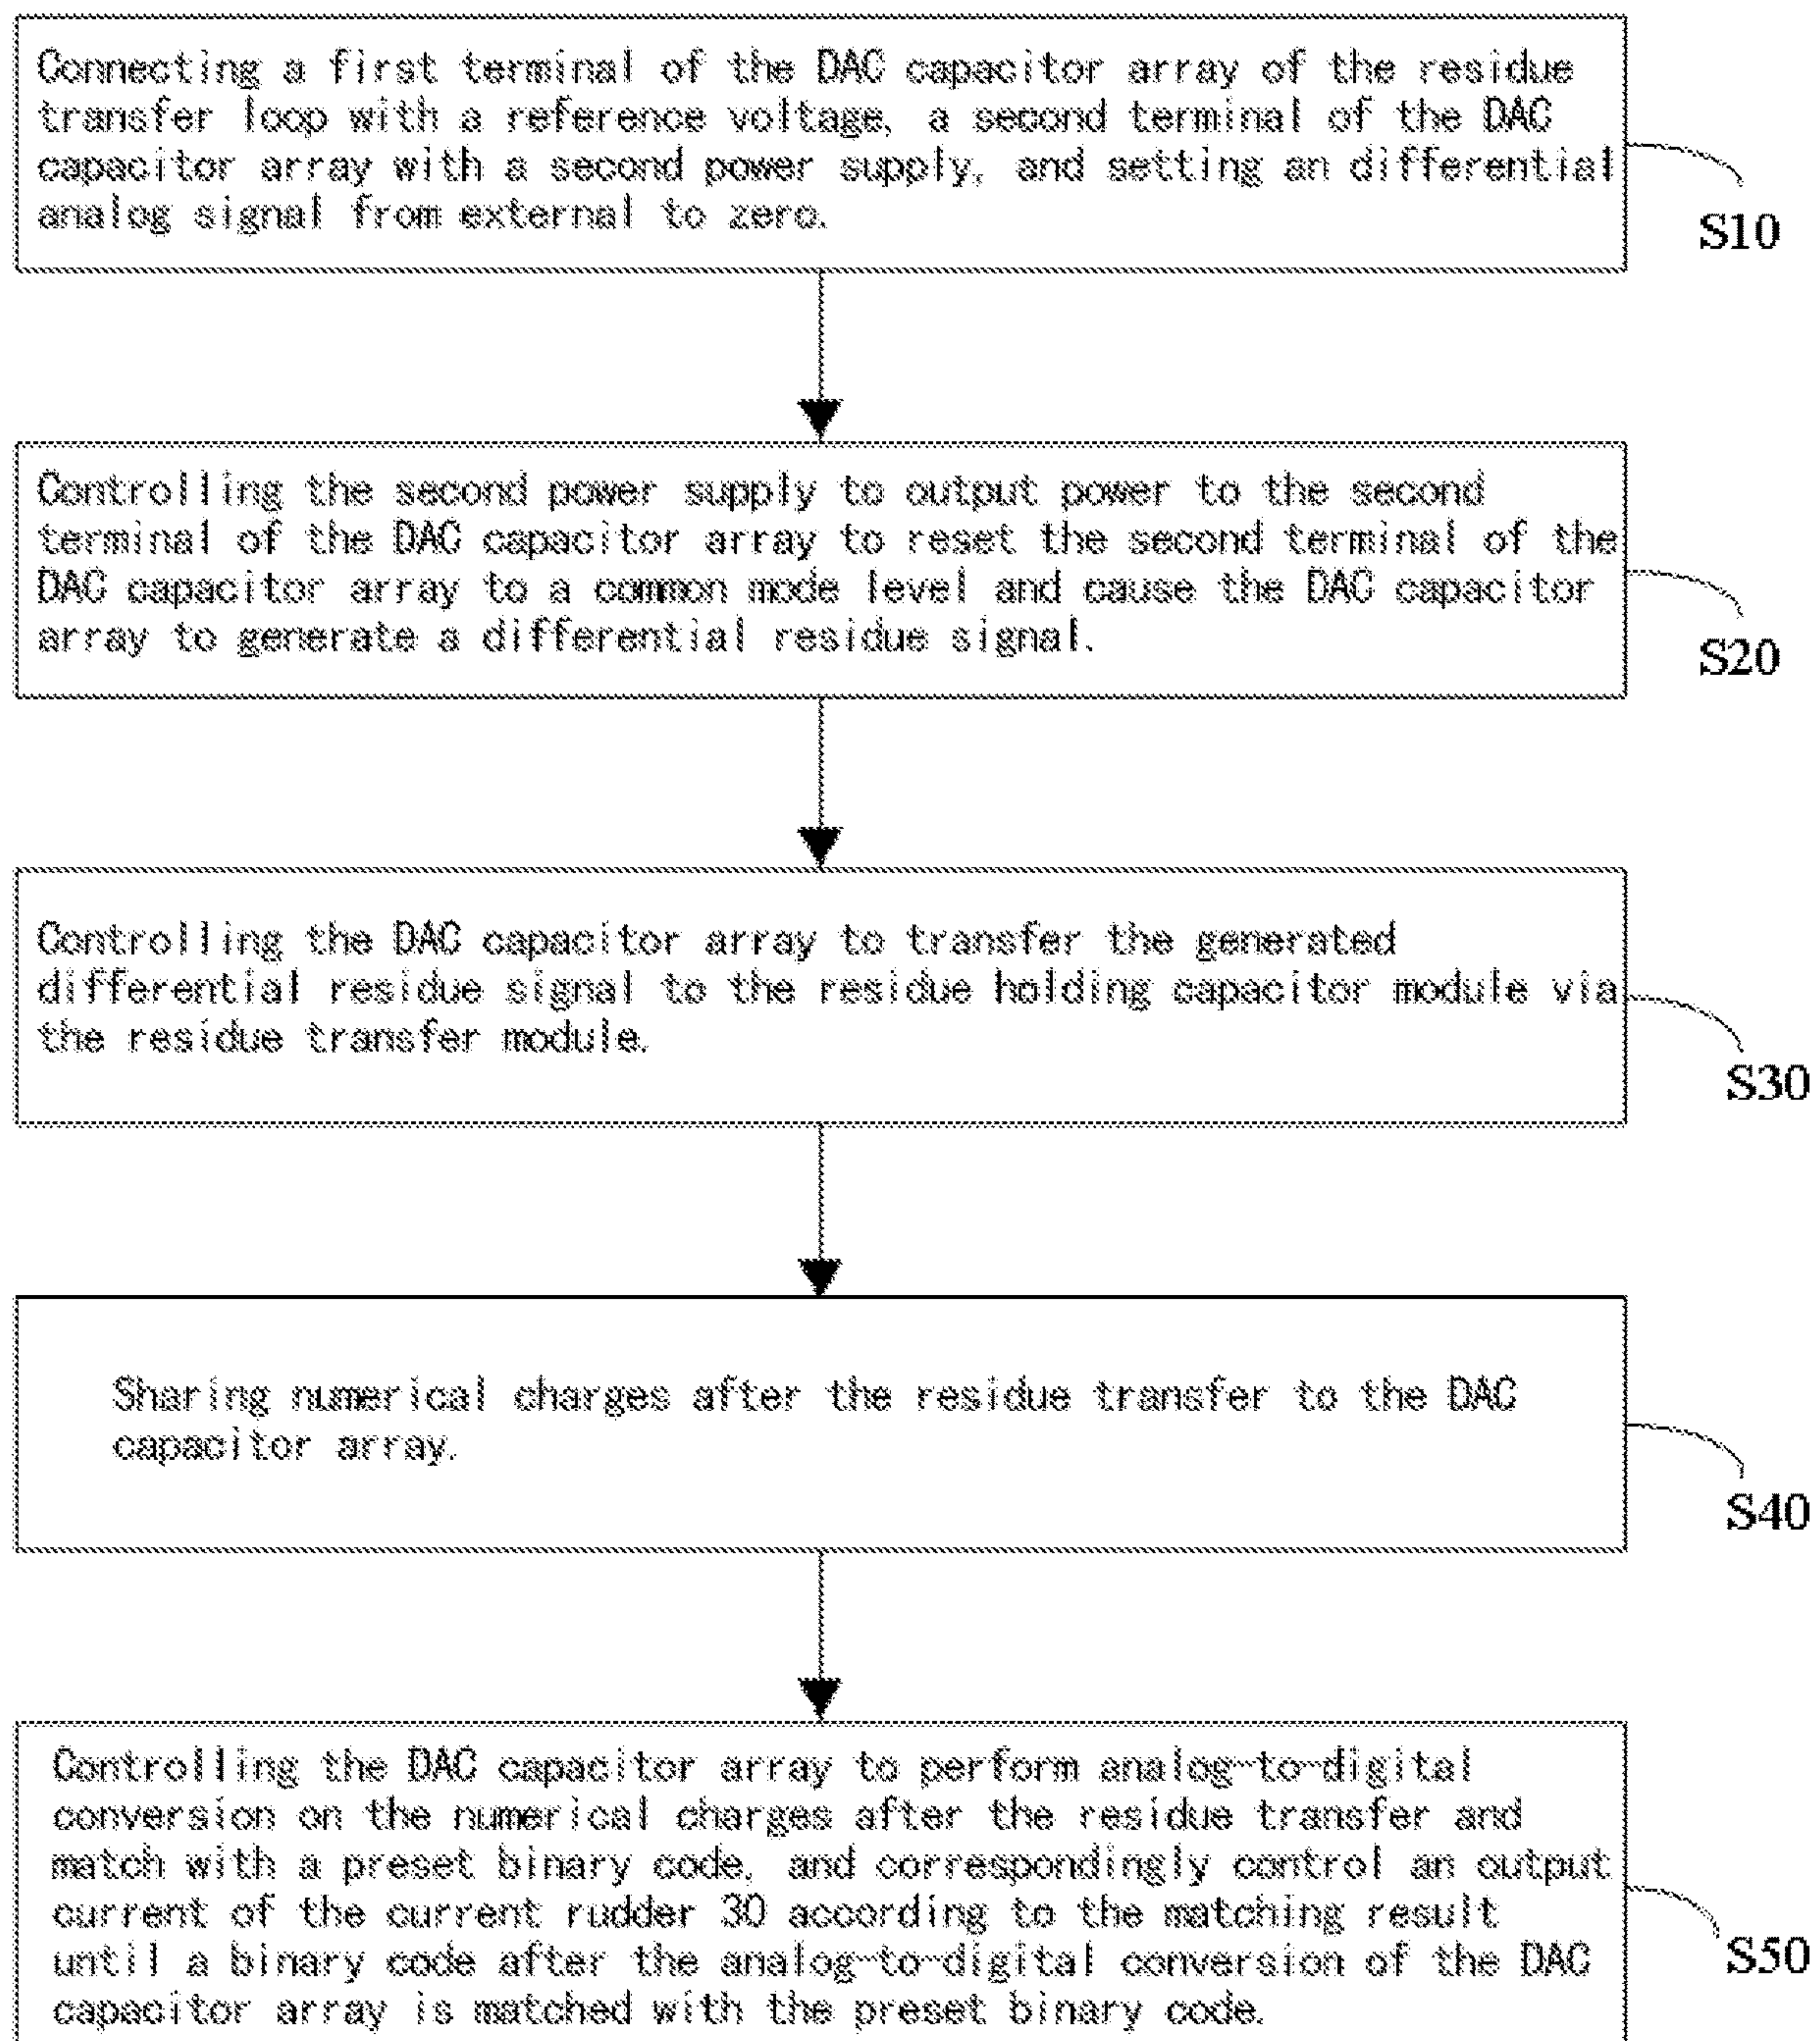 Connecting a first terminal of the DAC capacitor array of the residue
transfer loop with a reference voltage, a second terminal of the DAC
capacitor array with a second power supply, and setting an differential
analog signal from external to zero.
S10
Controlling the second power supply to output power to the second
terminal of the DAC capacitor array to reset the second terminal of the
DAC capacitor array to a common mode level and cause the DAC capacitor
array to generate a differential residue signal.
S20
Controlling the DAC capacitor array to transfer the generated
differential residue signal to the residue holding capacitor module via
the residue transfer module.
S30
Sharing numerical charges after the residue transfer to the DAC
capacitor array.
S40
Controlling the DAC capacitor array to perform analog-to-digital
conversion on the numerical charges after the residue transfer and
match with a preset binary code, and correspondingly control an output
current of the current rudder 30 according to the matching result
until a binary code after the analog-to-digital conversion of the DAC
capacitor array is matched with the preset binary code.
S50